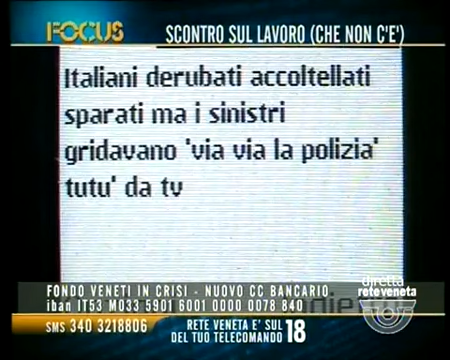 FOCUS
SCONTRO SUL LAVORO (CHE NON C'E')
Italiani derubati accoltellati
sparati ma i sinistri
gridavano 'via via la polizia'
tutu' da tv
diretta
reteveneta
FONDO VENETI IN CRISI - NUOVO CC BANCARIO
iban IT53 M033 5901 6001 0000 0078 840
SMS 340 3218806
RETE VENETA E' SUL
DEL TUO TELECOMANDO 18